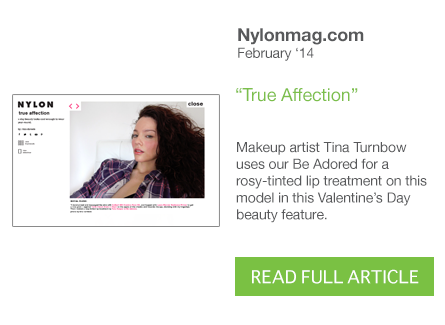 Nylonmag.com
February ‘14
“True Affection”
Makeup artist Tina Turnbow
uses our Be Adored for a
rosy-tinted lip treatment on this
model in this Valentine’s Day
beauty feature.
READ FULL ARTICLE
NYLON
true affection
close